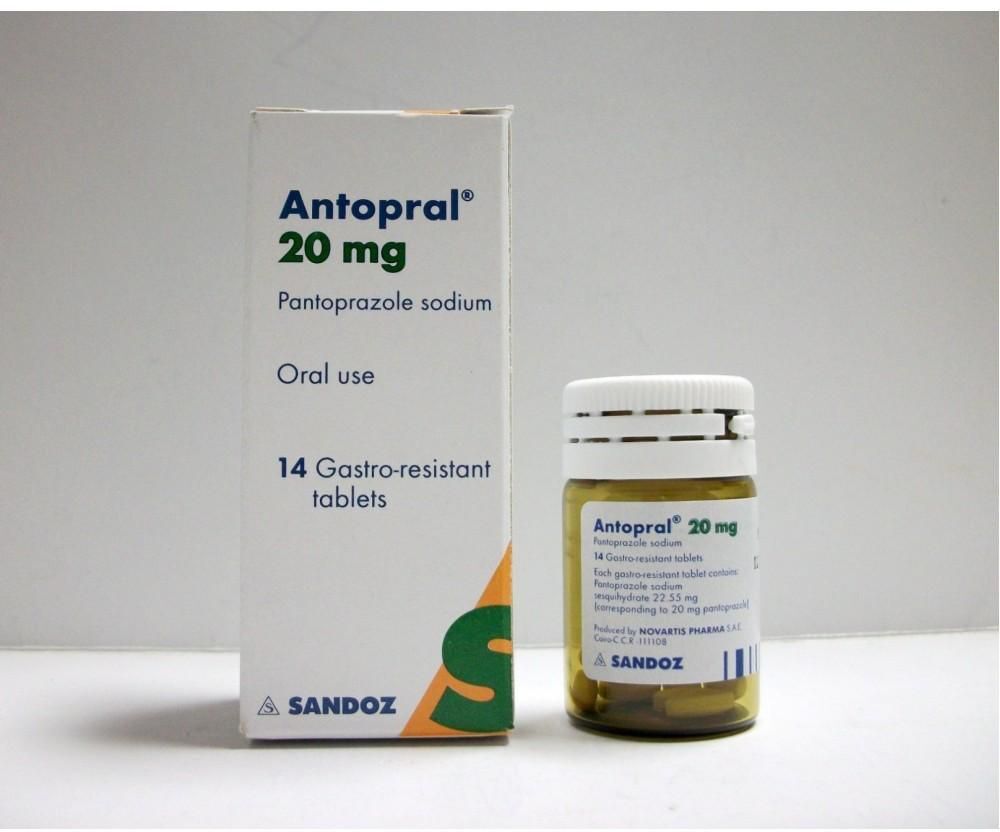 Antopral®
20 mg
Pantoprazole sodium
Oral use
14 Gastro-resistant
tablets
SANDOZ
Antopral® 20 mg
Pantoprazole sodium
14 Gastro-resistant tablets
Each gastro-resistant tablet contains:
Pantoprazole sodium
sesquihydrate 22.55 mg
(corresponding to 20 mg pantoprazole)
Produced by NOVARTIS PHARMA S.A.E.
Cairo-C.C.R.-111108
SANDOZ